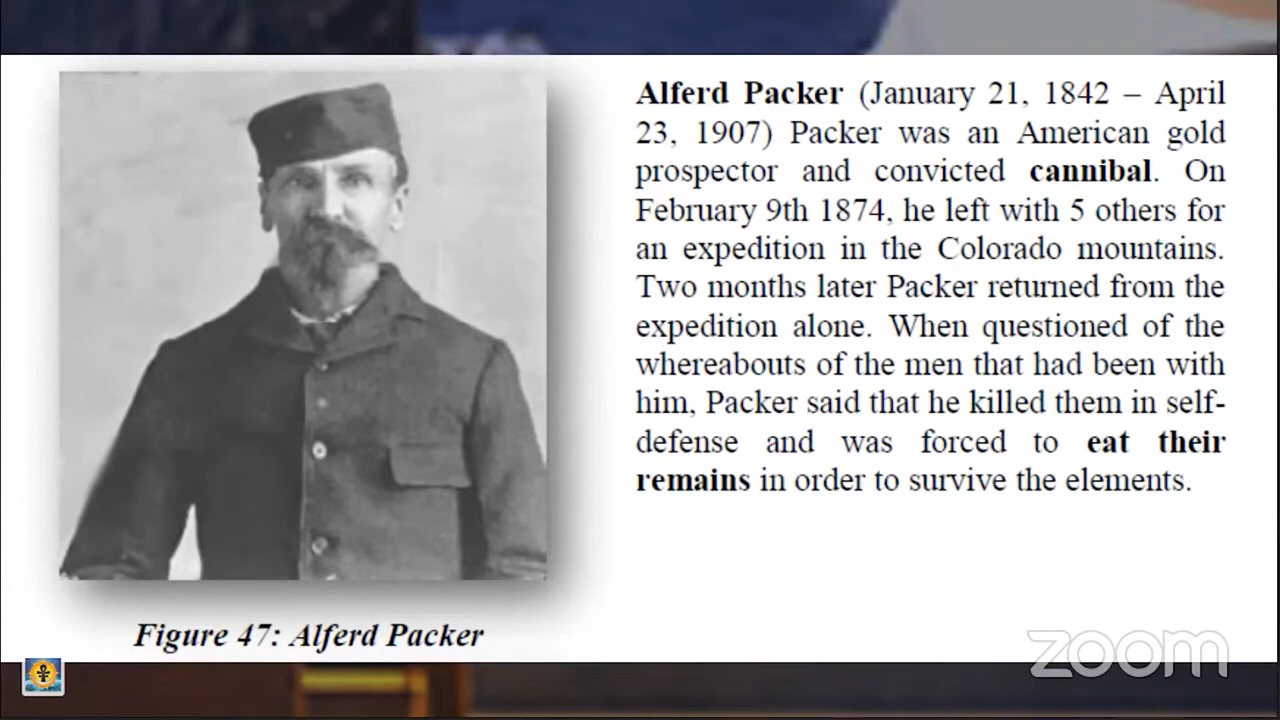 Alferd Packer (January 21, 1842 – April
23, 1907) Packer was an American gold
prospector and convicted cannibal. On
February 9th 1874, he left with 5 others for
an expedition in the Colorado mountains.
Two months later Packer returned from the
expedition alone. When questioned of the
whereabouts of the men that had been with
him, Packer said that he killed them in self-
defense and was forced to eat their
remains in order to survive the elements.
Figure 47: Alferd Packer
zoom